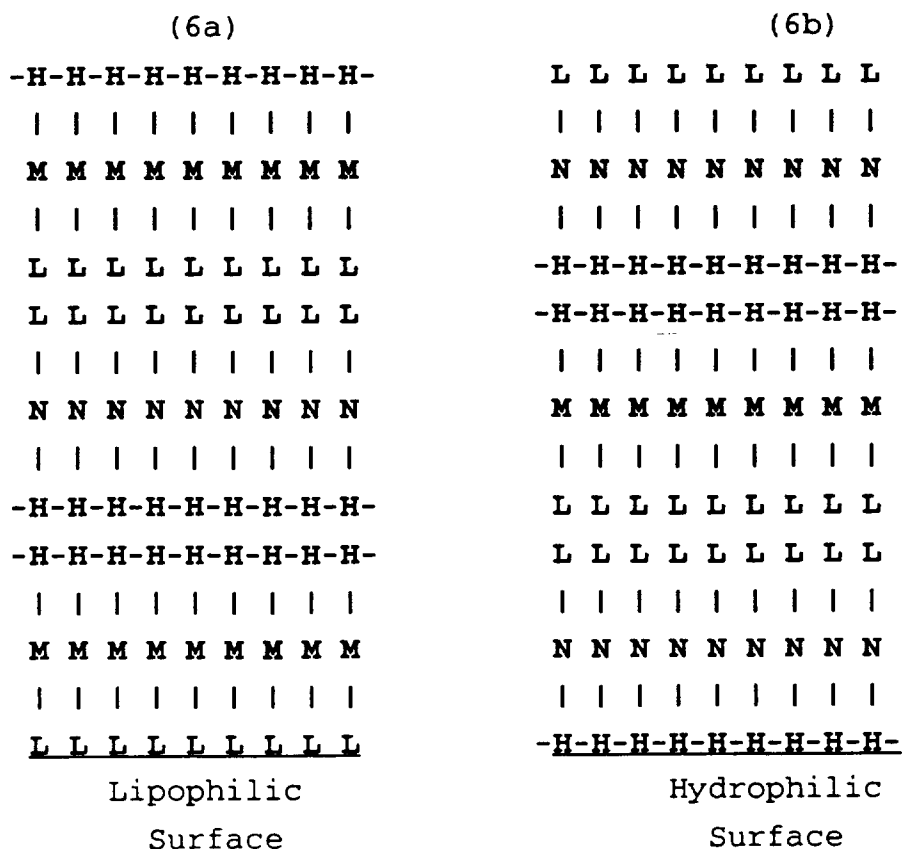 (6a)
-H-H-H-H-H-H-H-H-H-
| | | | | | | | |
M M M M M M M M M
| | | | | | | | |
L L L L L L L L L
L L L L L L L L L
| | | | | | | | |
N N N N N N N N N
| | | | | | | | |
-H-H-H-H-H-H-H-H-H-
-H-H-H-H-H-H-H-H-H-
| | | | | | | | |
M M M M M M M M M
| | | | | | | | |
L L L L L L L L L
Lipophilic
Surface
(6b)
L L L L L L L L L
| | | | | | | | |
N N N N N N N N N
| | | | | | | | |
-H-H-H-H-H-H-H-H-H-
-H-H-H-H-H-H-H-H-H-
| | | | | | | | |
M M M M M M M M M
| | | | | | | | |
L L L L L L L L L
L L L L L L L L L
| | | | | | | | |
N N N N N N N N N
| | | | | | | | |
-H-H-H-H-H-H-H-H-H-
Hydrophilic
Surface